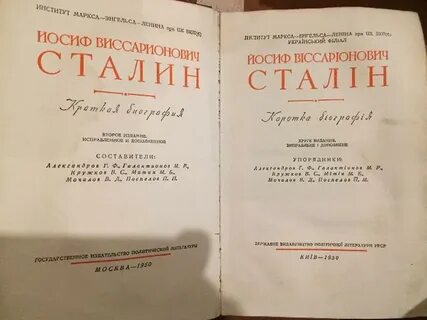 ИНСТИТУТ МАРКСА—ЭНГЕЛЬСА—ЛЕНИНА при ЦК ВКП(б)
ИОСИФ ВИССАРИОНОВИЧ
СТАЛИН
Краткая биография
ВТОРОЕ ИЗДАНИЕ,
ИСПРАВЛЕННОЕ И ДОПОЛНЕННОЕ
СОСТАВИТЕЛИ:
Александров Г. Ф., Галактионов М. Р.,
Кружков В. С., Митин М. Б.,
Мочалов В. Д., Поспелов П. Н.
ГОСУДАРСТВЕННОЕ ИЗДАТЕЛЬСТВО ПОЛИТИЧЕСКОЙ ЛИТЕРАТУРЫ
МОСКВА—1950
ИНСТИТУТ МАРКСА—ЕНГЕЛЬСА—ЛЕНІНА при ЦК ВКП(б)
УКРАЇНСЬКИЙ ФІЛІАЛ
ЙОСИФ ВІССАРІОНОВИЧ
СТАЛІН
Коротка біографія
ДРУГЕ ВИДАННЯ,
ВИПРАВЛЕНЕ І ДОПОВНЕНЕ
УПОРЯДНИКИ:
Александров Г. Ф., Галактіонов М. Р.,
Кружков В. С., Мітін М. Б.,
Мочалов В. Д., Поспєлов П. М.
ДЕРЖАВНЕ ВИДАВНИЦТВО ПОЛІТИЧНОЇ ЛІТЕРАТУРИ УРСР
КИЇВ—1950